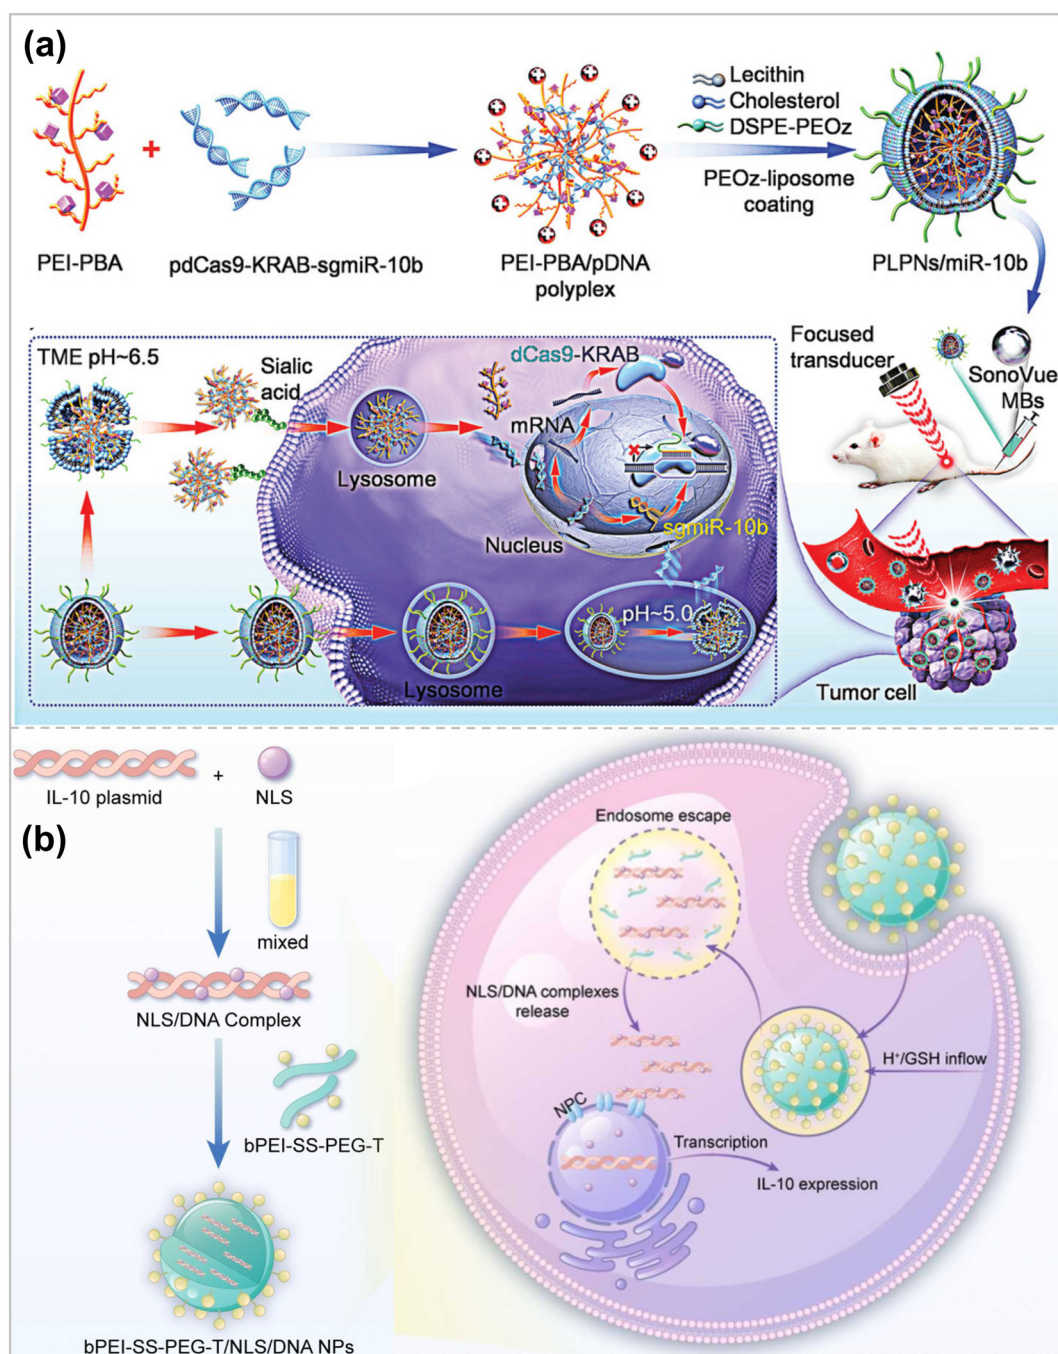 (a)
Lecithin
Cholesterol
DSPE-PEOz
PEOz-liposome
coating
+
PEI-PBA
pdCas9-KRAB-sgmiR-10b
PEI-PBA/pDNA
polyplex
PLPNs/miR-10b
TME pH~6.5
Sialic
acid
Lysosome
dCas9-KRAB
mRNA
Nucleus
sgmiR-10b
Lysosome
pH~5.0
Focused
transducer
SonoVue
MBs
Tumor cell
(b)
IL-10 plasmid
+
NLS
mixed
NLS/DNA Complex
bPEI-SS-PEG-T
bPEI-SS-PEG-T/NLS/DNA NPs
Endosome escape
NLS/DNA complexes
release
H⁺/GSH inflow
NPC
Transcription
IL-10 expression